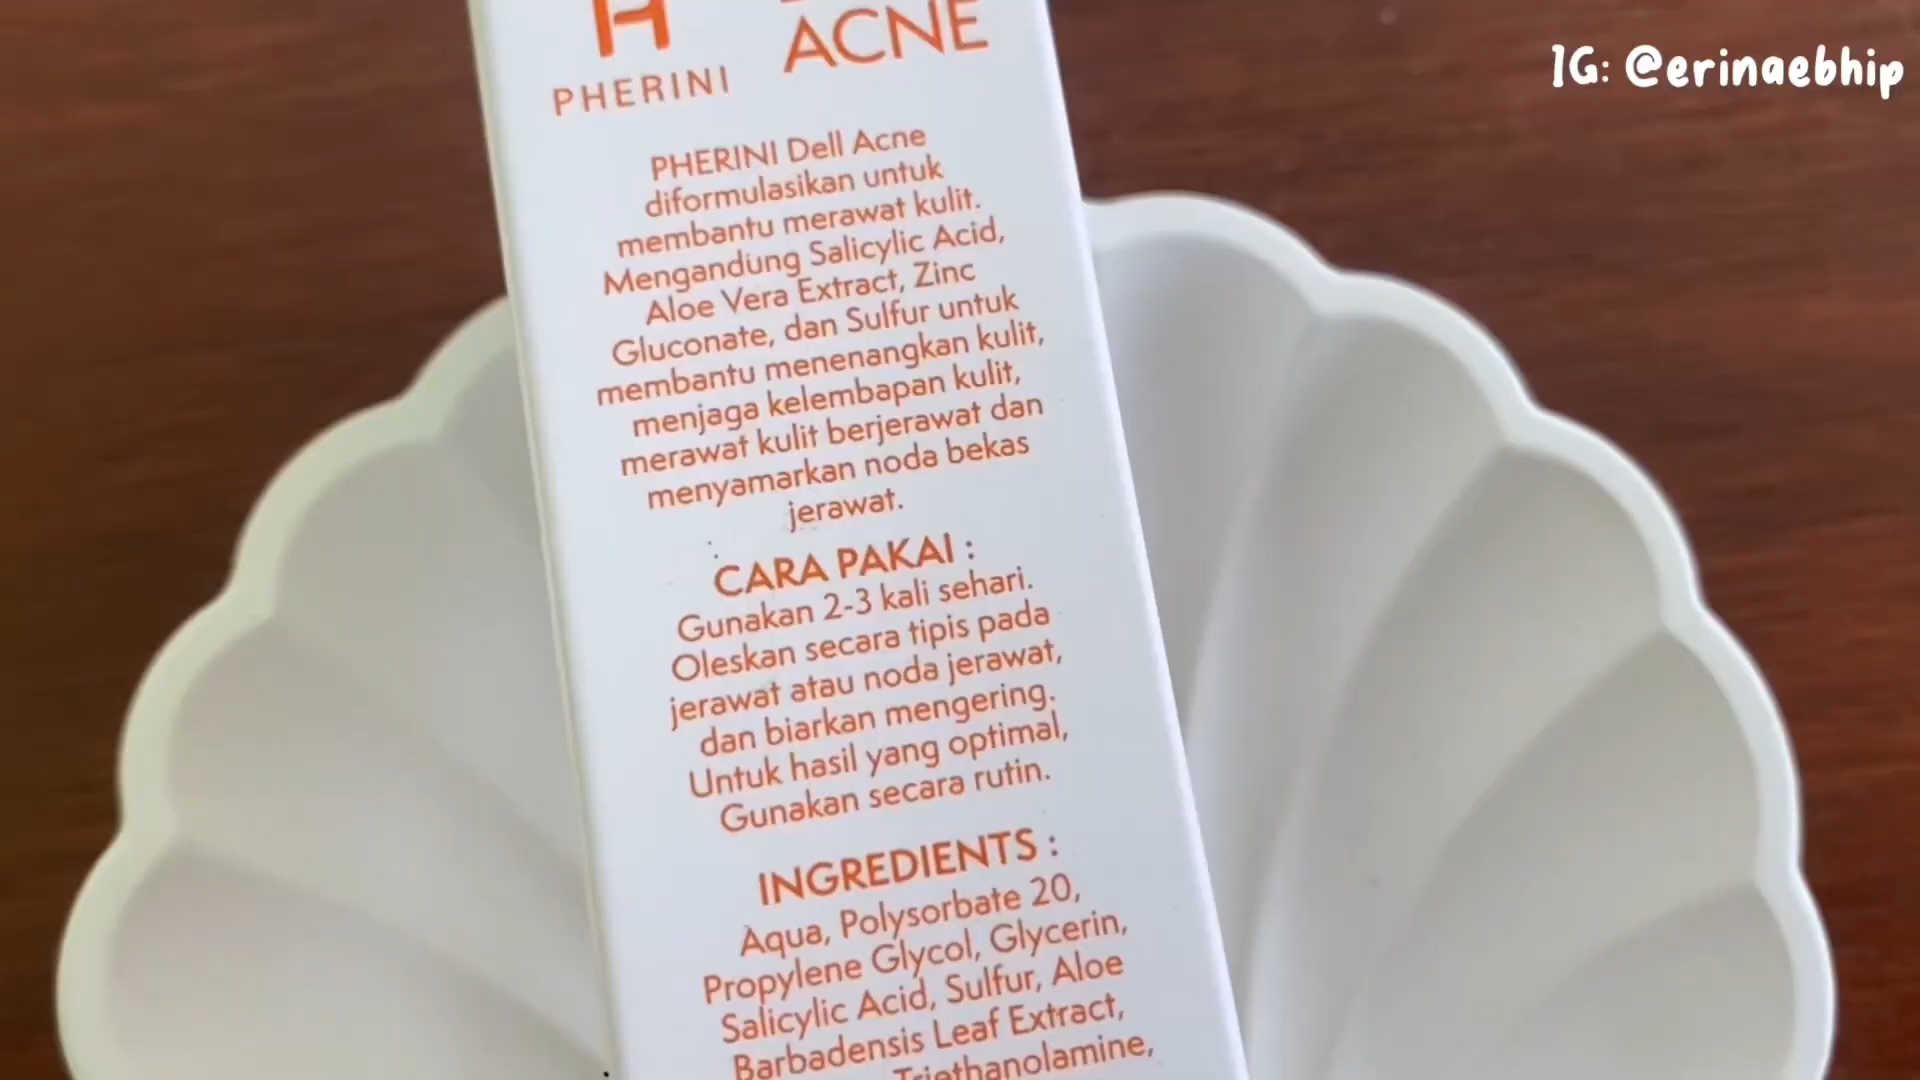 IG: @erinaebhip
PHERINI
ACNE
PHERINI Dell Acne
diformulasikan untuk
membantu merawat kulit.
Mengandung Salicylic Acid,
Aloe Vera Extract, Zinc
Gluconate, dan Sulfur untuk
membantu menenangkan kulit,
menjaga kelembapan kulit,
merawat kulit berjerawat dan
menyamarkan noda bekas
jerawat.
CARA PAKAI :
Gunakan 2-3 kali sehari.
Oleskan secara tipis pada
jerawat atau noda jerawat,
dan biarkan mengering.
Untuk hasil yang optimal,
Gunakan secara rutin.
INGREDIENTS :
Aqua, Polysorbate 20,
Propylene Glycol, Glycerin,
Salicylic Acid, Sulfur, Aloe
Barbadensis Leaf Extract,
Triethanolamine,